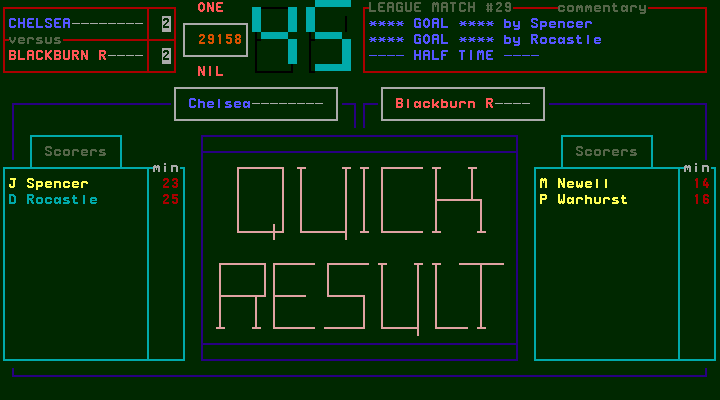 CHELSEA-------- 2
versus
BLACKBURN R---- 2
ONE
29158
NIL
45
LEAGUE MATCH #29 commentary
**** GOAL **** by Spencer
**** GOAL **** by Rocastle
---- HALF TIME ----
Chelsea--------
Blackburn R----
Scorers
min
J Spencer 23
D Rocastle 25
QUICK
RESULT
Scorers
min
M Newell 14
P Warhurst 16